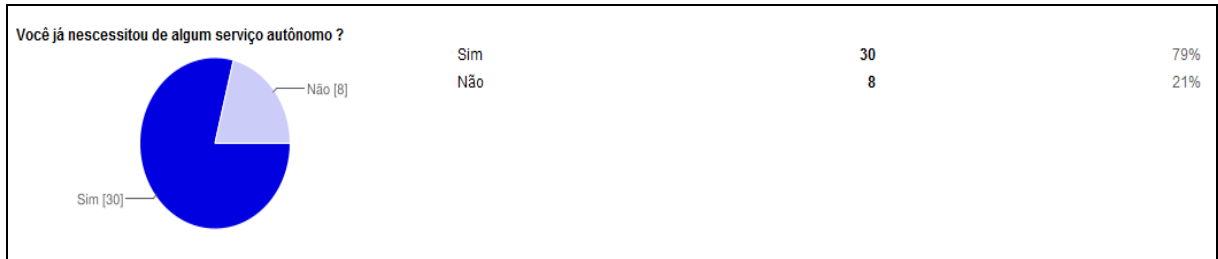 Você já nescessitou de algum serviço autônomo ?
Sim 30 79%
Não 8 21%
Não [8]
Sim [30]